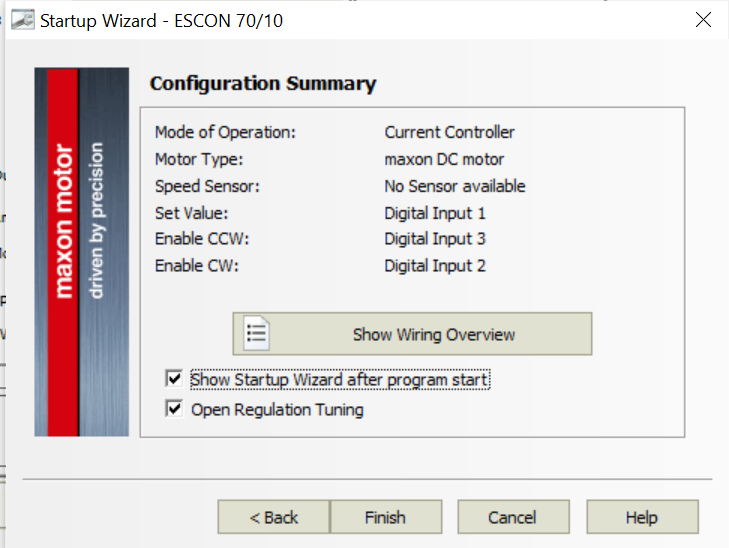 Startup Wizard - ESCON 70/10
maxon motor
driven by precision
Configuration Summary
Mode of Operation: Current Controller
Motor Type: maxon DC motor
Speed Sensor: No Sensor available
Set Value: Digital Input 1
Enable CCW: Digital Input 3
Enable CW: Digital Input 2
Show Wiring Overview
Show Startup Wizard after program start
Open Regulation Tuning
< Back Finish Cancel Help